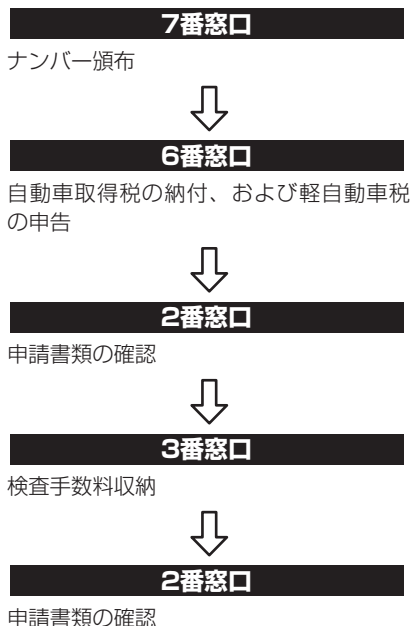 7番窓口
ナンバー頒布
6番窓口
自動車取得税の納付、および軽自動車税
の申告
2番窓口
申請書類の確認
3番窓口
検査手数料収納
2番窓口
申請書類の確認